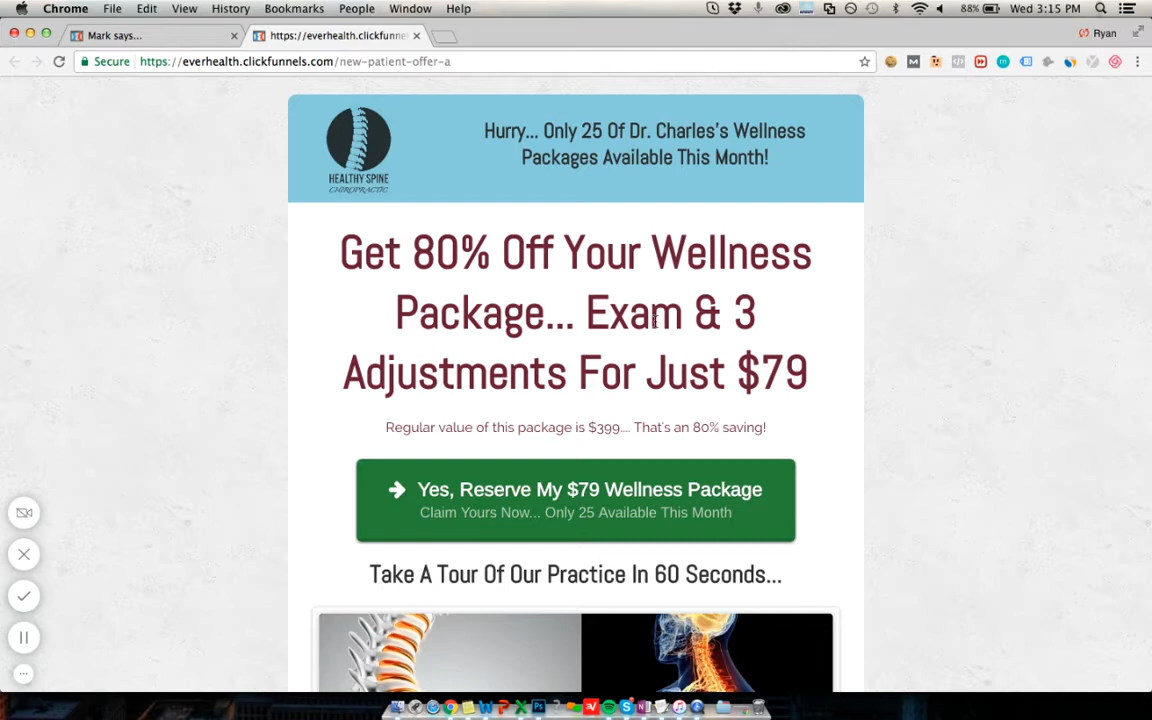 Chrome File Edit View History Bookmarks People Window Help 88% Wed 3:15 PM
Mark says... https://everhealth.clickfunne Ryan
Secure https://everhealth.clickfunnels.com/new-patient-offer-a
Hurry... Only 25 Of Dr. Charles's Wellness
Packages Available This Month!
HEALTHY SPINE
CHIROPRACTIC
Get 80% Off Your Wellness
Package... Exam & 3
Adjustments For Just $79
Regular value of this package is $399.... That's an 80% saving!
Yes, Reserve My $79 Wellness Package
Claim Yours Now... Only 25 Available This Month
Take A Tour Of Our Practice In 60 Seconds...